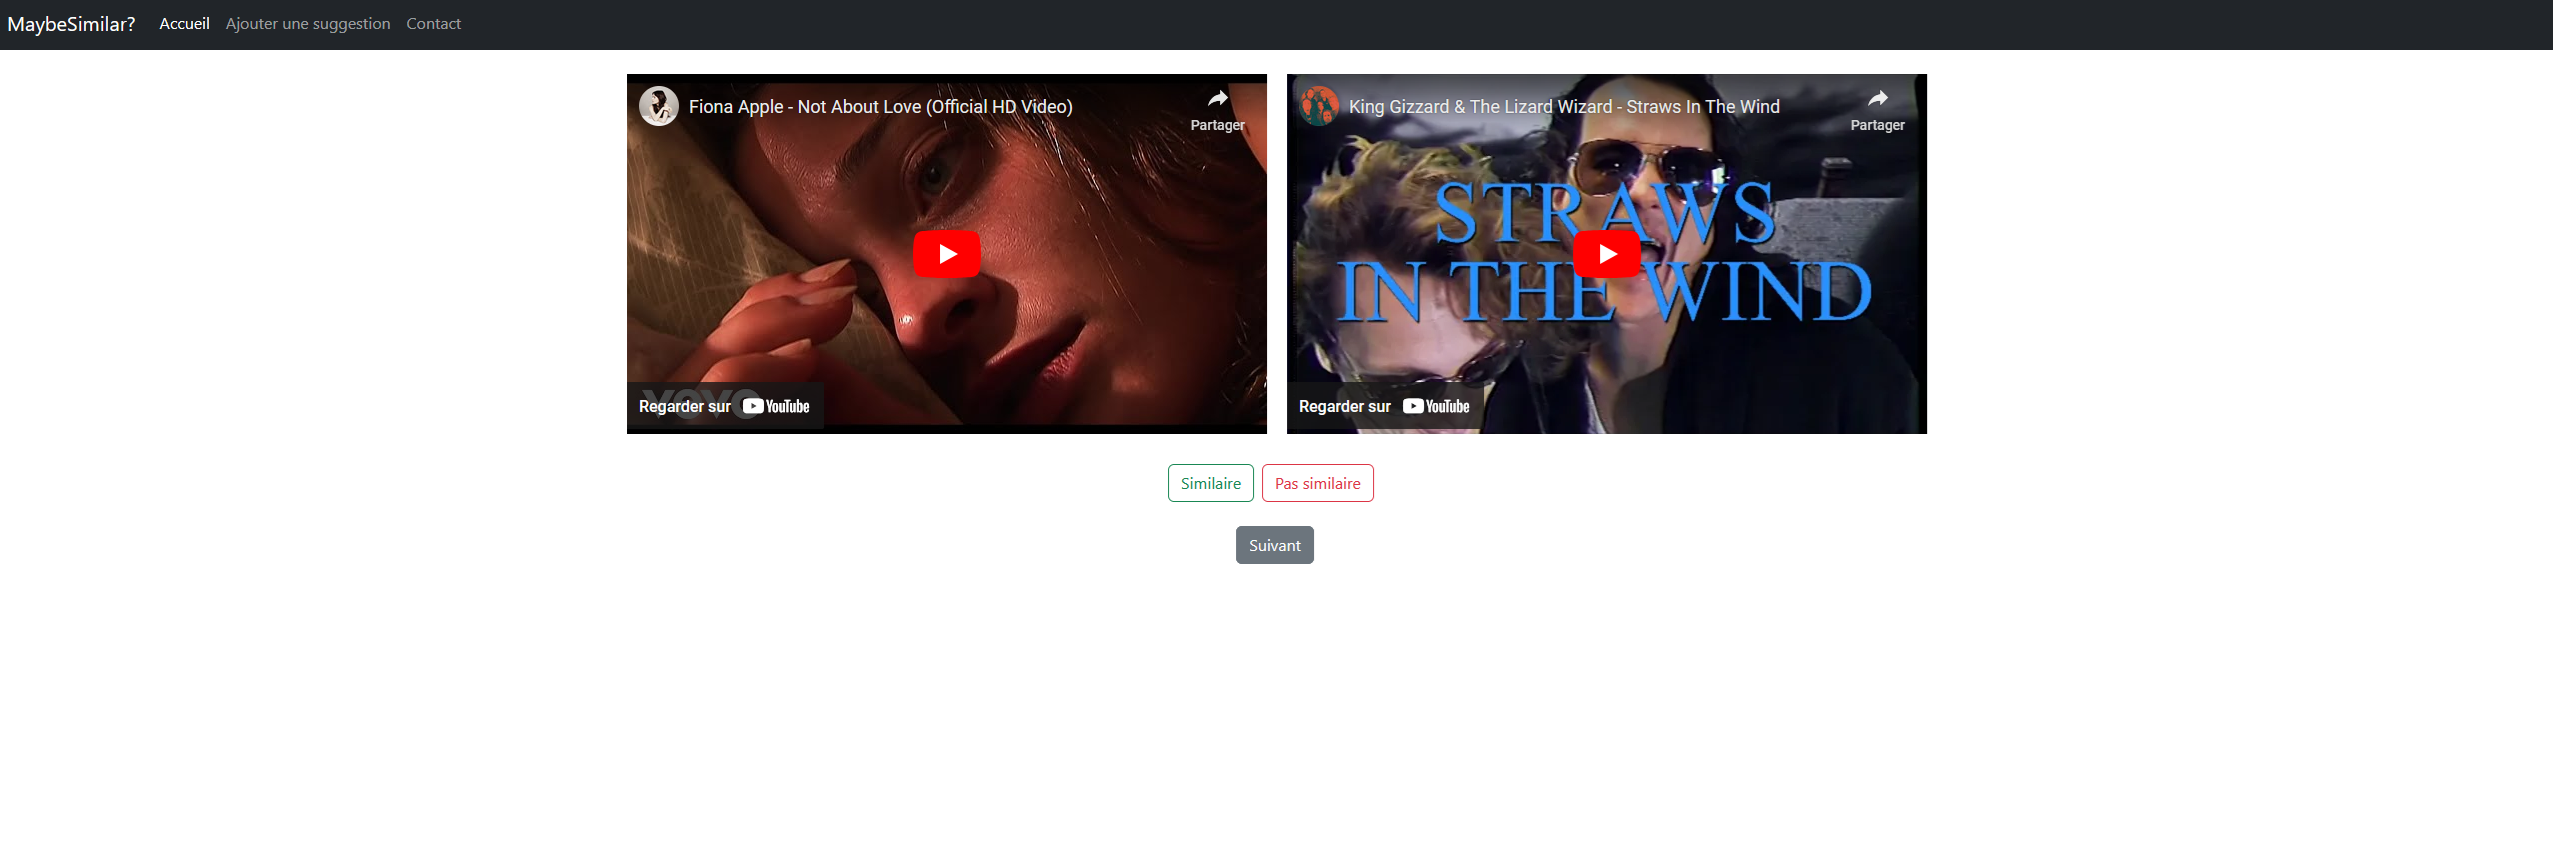 MaybeSimilar? Accueil Ajouter une suggestion Contact
Fiona Apple - Not About Love (Official HD Video)
Partager
vevo
Regarder sur YouTube
King Gizzard & The Lizard Wizard - Straws In The Wind
Partager
STRAWS
IN THE WIND
Regarder sur YouTube
Similaire Pas similaire
Suivant